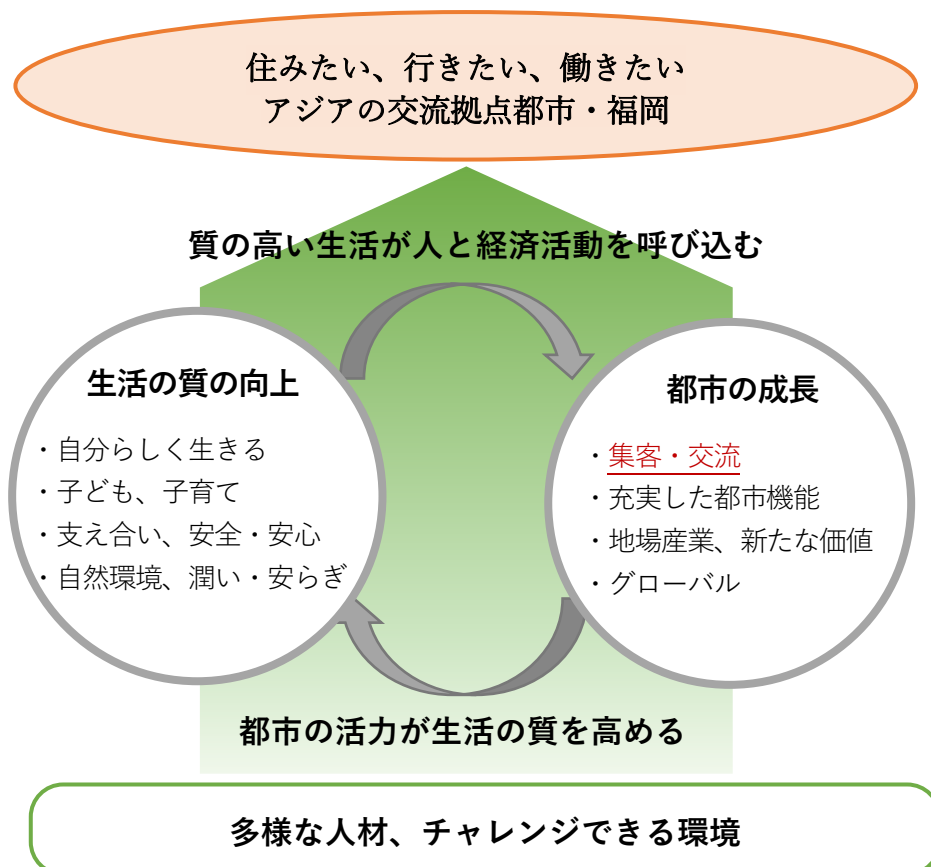 住みたい、行きたい、働きたい
アジアの交流拠点都市・福岡
質の高い生活が人と経済活動を呼び込む
生活の質の向上
・自分らしく生きる
・子ども、子育て
・支え合い、安全・安心
・自然環境、潤い・安らぎ
都市の成長
・集客・交流
・充実した都市機能
・地場産業、新たな価値
・グローバル
都市の活力が生活の質を高める
多様な人材、チャレンジできる環境